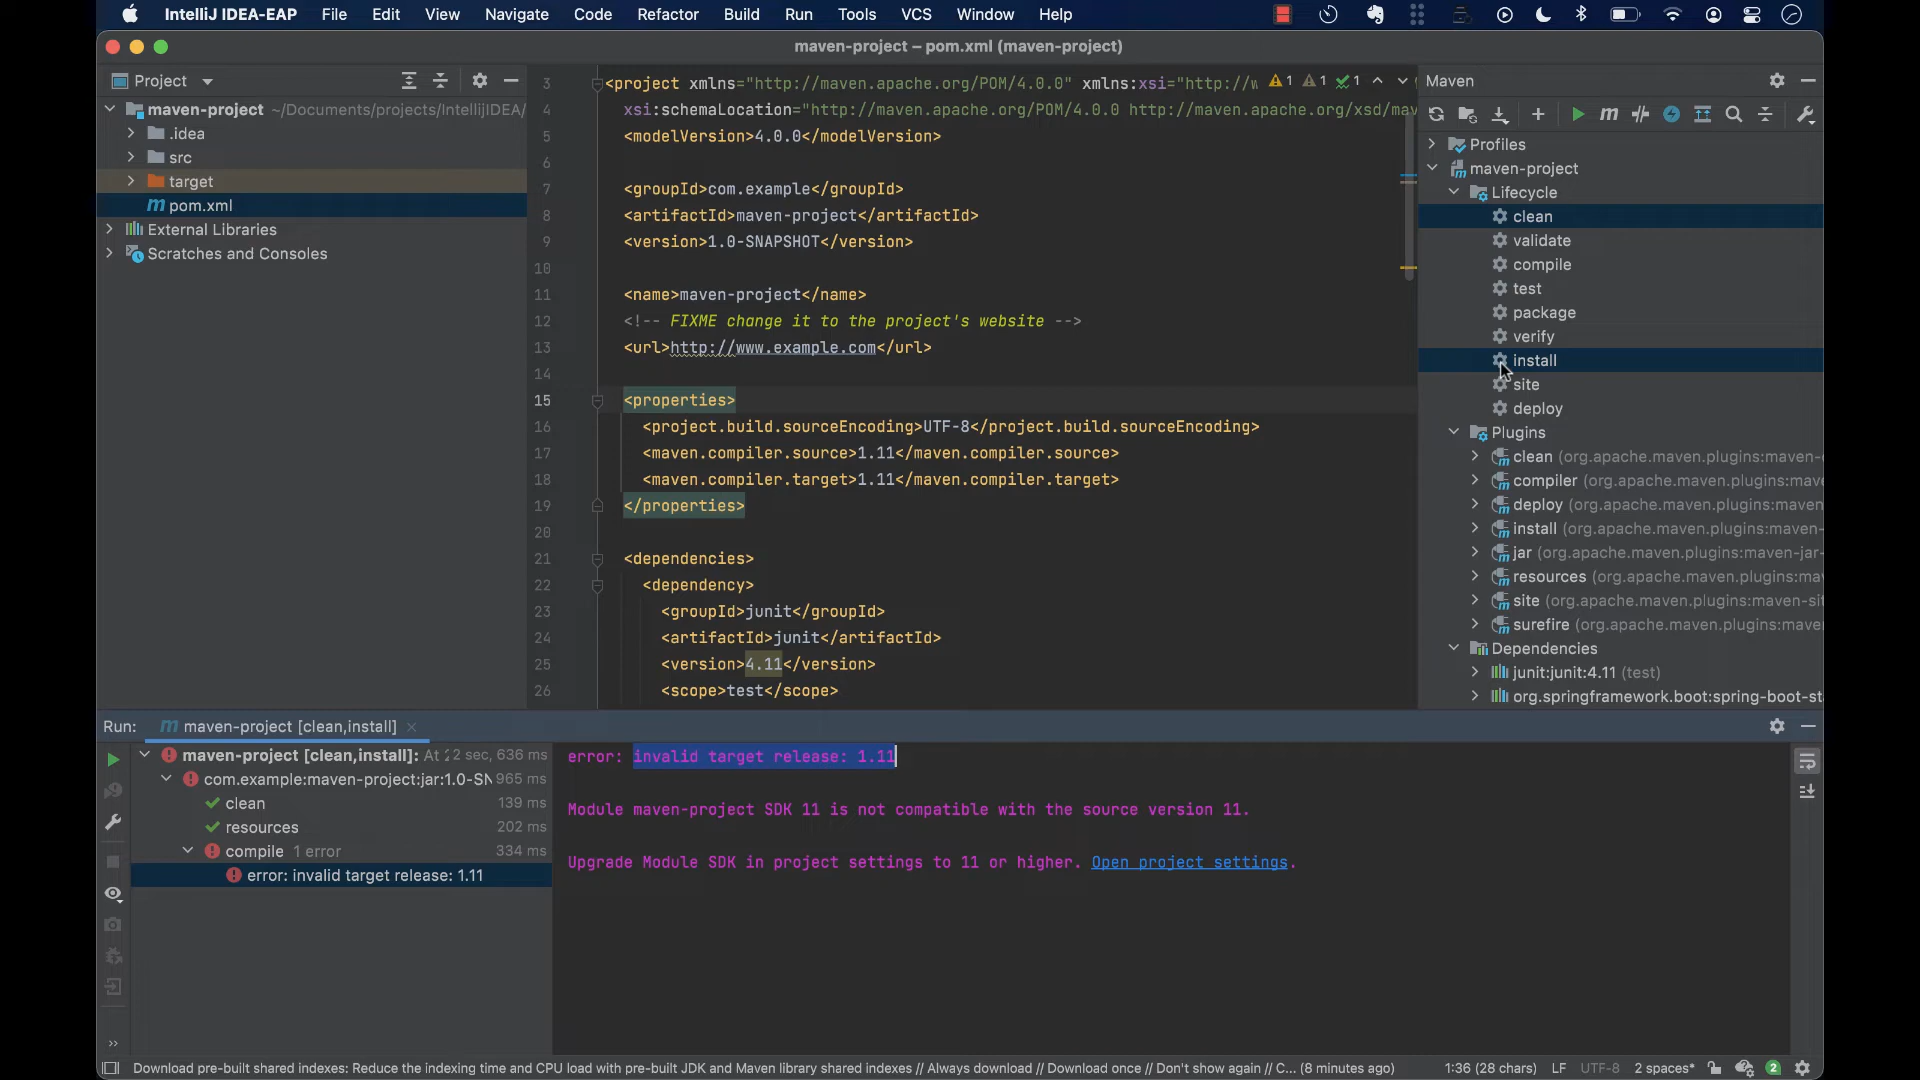 IntelliJ IDEA-EAP File Edit View Navigate Code Refactor Build Run Tools VCS Window Help
maven-project – pom.xml (maven-project)
Project
maven-project ~/Documents/projects/IntellijIDEA/
.idea
src
target
pom.xml
External Libraries
Scratches and Consoles
3 <project xmlns="http://maven.apache.org/POM/4.0.0" xmlns:xsi="http://w 1 1 1
4 xsi:schemaLocation="http://maven.apache.org/POM/4.0.0 http://maven.apache.org/xsd/mav
5 <modelVersion>4.0.0</modelVersion>
6
7 <groupId>com.example</groupId>
8 <artifactId>maven-project</artifactId>
9 <version>1.0-SNAPSHOT</version>
10
11 <name>maven-project</name>
12 <!-- FIXME change it to the project's website -->
13 <url>http://www.example.com</url>
14
15 <properties>
16 <project.build.sourceEncoding>UTF-8</project.build.sourceEncoding>
17 <maven.compiler.source>1.11</maven.compiler.source>
18 <maven.compiler.target>1.11</maven.compiler.target>
19 </properties>
20
21 <dependencies>
22 <dependency>
23 <groupId>junit</groupId>
24 <artifactId>junit</artifactId>
25 <version>4.11</version>
26 <scope>test</scope>
Maven
Profiles
maven-project
Lifecycle
clean
validate
compile
test
package
verify
install
site
deploy
Plugins
clean (org.apache.maven.plugins:maven-c
compiler (org.apache.maven.plugins:mave
deploy (org.apache.maven.plugins:maven
install (org.apache.maven.plugins:maven-
jar (org.apache.maven.plugins:maven-jar-
resources (org.apache.maven.plugins:ma
site (org.apache.maven.plugins:maven-sit
surefire (org.apache.maven.plugins:mave
Dependencies
junit:junit:4.11 (test)
org.springframework.boot:spring-boot-st
Run: maven-project [clean,install]
maven-project [clean,install]: At 2 sec, 636 ms
com.example:maven-project:jar:1.0-SN 965 ms
clean 139 ms
resources 202 ms
compile 1 error 334 ms
error: invalid target release: 1.11
error: invalid target release: 1.11
Module maven-project SDK 11 is not compatible with the source version 11.
Upgrade Module SDK in project settings to 11 or higher. Open project settings.
Download pre-built shared indexes: Reduce the indexing time and CPU load with pre-built JDK and Maven library shared indexes // Always download // Download once // Don't show again // C... (8 minutes ago) 1:36 (28 chars) LF UTF-8 2 spaces* 2